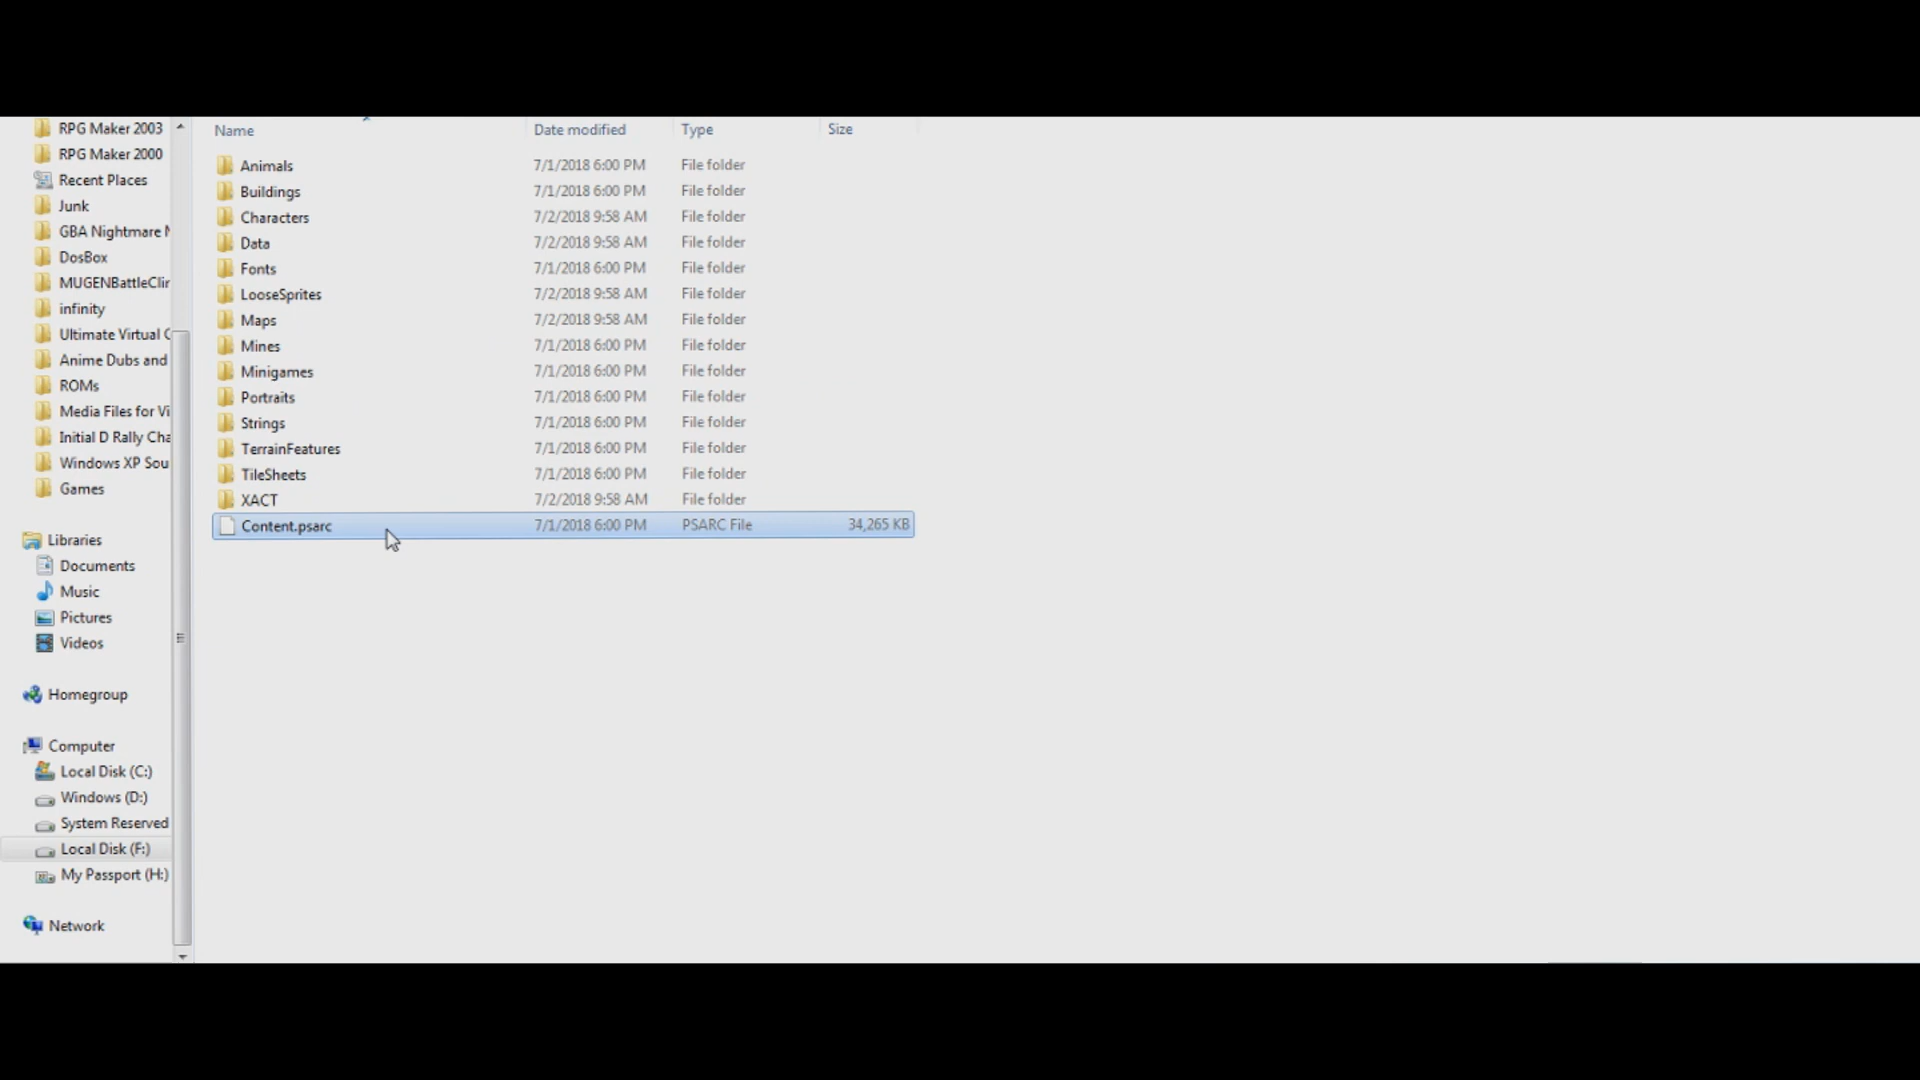 RPG Maker 2003
RPG Maker 2000
Recent Places
Junk
GBA Nightmare
DosBox
MUGENBattleClir
infinity
Ultimate Virtual
Anime Dubs and
ROMs
Media Files for Vi
Initial D Rally Cha
Windows XP Sou
Games
Libraries
Documents
Music
Pictures
Videos
Homegroup
Computer
Local Disk (C:)
Windows (D:)
System Reserved
Local Disk (F:)
My Passport (H:)
Network
Name Date modified Type Size
Animals 7/1/2018 6:00 PM File folder
Buildings 7/1/2018 6:00 PM File folder
Characters 7/2/2018 9:58 AM File folder
Data 7/2/2018 9:58 AM File folder
Fonts 7/1/2018 6:00 PM File folder
LooseSprites 7/2/2018 9:58 AM File folder
Maps 7/2/2018 9:58 AM File folder
Mines 7/1/2018 6:00 PM File folder
Minigames 7/1/2018 6:00 PM File folder
Portraits 7/1/2018 6:00 PM File folder
Strings 7/1/2018 6:00 PM File folder
TerrainFeatures 7/1/2018 6:00 PM File folder
TileSheets 7/1/2018 6:00 PM File folder
XACT 7/2/2018 9:58 AM File folder
Content.psarc 7/1/2018 6:00 PM PSARC File 34,265 KB